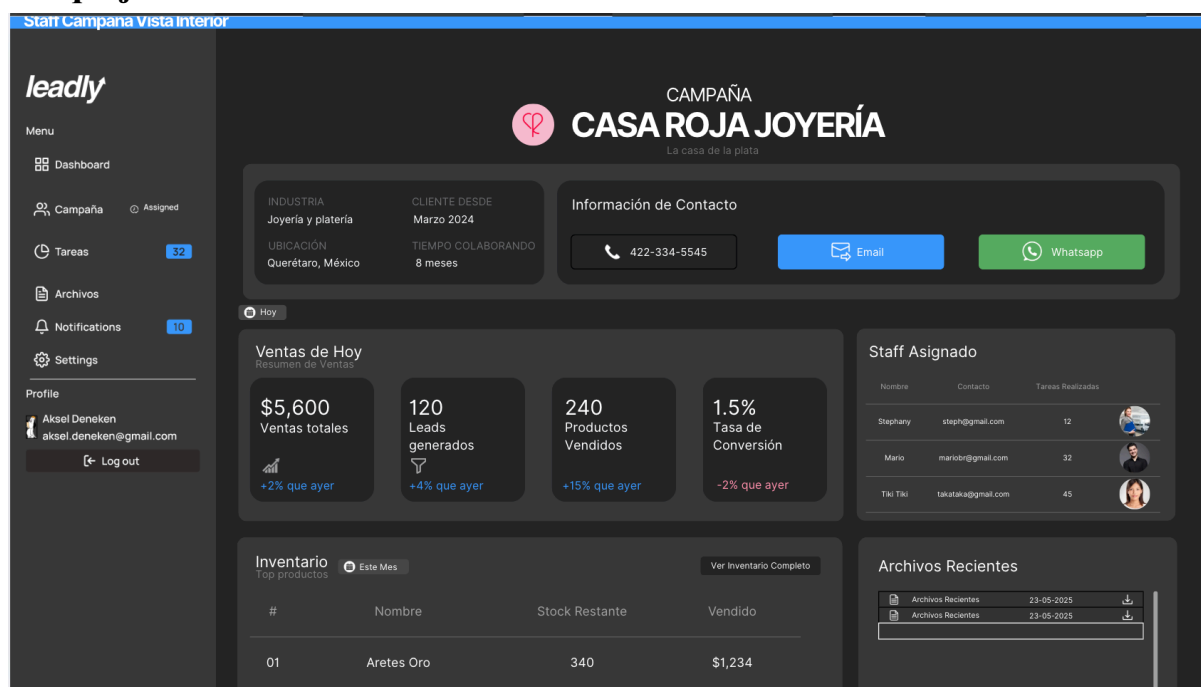 Staff Campaña Vista Interior
leadly
Menu
Dashboard
Campaña Assigned
Tareas 32
Archivos
Notifications 10
Settings
Profile
Aksel Deneken
aksel.deneken@gmail.com
Log out
CAMPAÑA
CASA ROJA JOYERÍA
La casa de la plata
INDUSTRIA CLIENTE DESDE
Joyería y platería Marzo 2024
UBICACIÓN TIEMPO COLABORANDO
Querétaro, México 8 meses
Información de Contacto
422-334-5545 Email Whatsapp
Hoy
Ventas de Hoy
Resumen de Ventas
$5,600
Ventas totales
+2% que ayer
120
Leads
generados
+4% que ayer
240
Productos
Vendidos
+15% que ayer
1.5%
Tasa de
Conversión
-2% que ayer
Staff Asignado
Nombre Contacto Tareas Realizadas
Stephany steph@gmail.com 12
Mario mariobr@gmail.com 32
Tiki Tiki takataka@gmail.com 45
Inventario Este Mes Ver Inventario Completo
Top productos
# Nombre Stock Restante Vendido
01 Aretes Oro 340 $1,234
Archivos Recientes
Archivos Recientes 23-05-2025
Archivos Recientes 23-05-2025